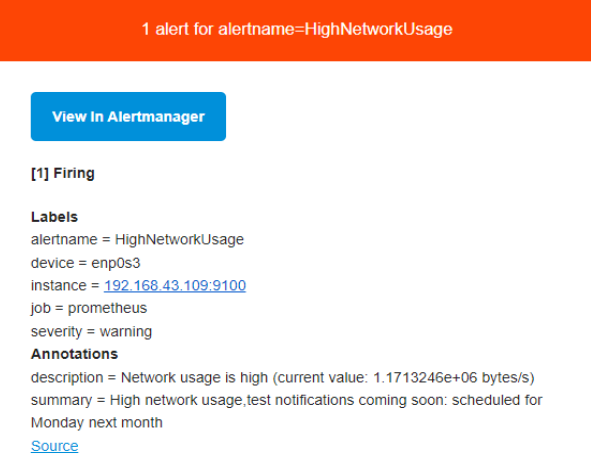 1 alert for alertname=HighNetworkUsage
View In Alertmanager
[1] Firing
Labels
alertname = HighNetworkUsage
device = enp0s3
instance = 192.168.43.109:9100
job = prometheus
severity = warning
Annotations
description = Network usage is high (current value: 1.1713246e+06 bytes/s)
summary = High network usage,test notifications coming soon: scheduled for
Monday next month
Source